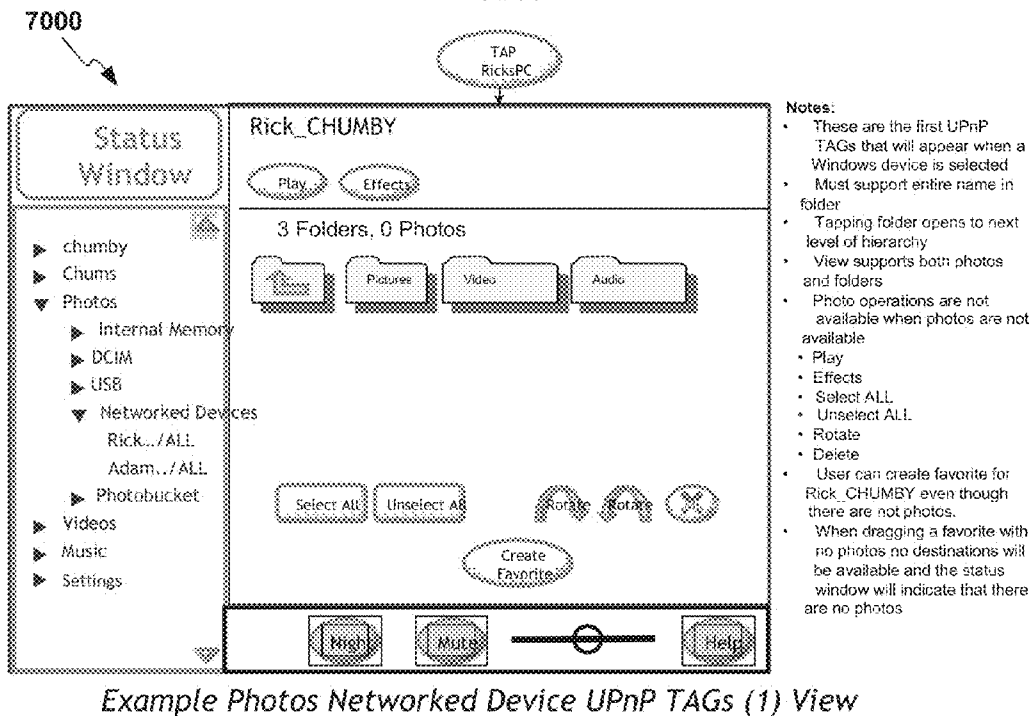 7000
TAP
RicksPC
Status
Window
Rick_CHUMBY
Play
Effects
3 Folders, 0 Photos
Pictures
Video
Audio
chumby
Chums
Photos
Internal Memory
DCIM
USB
Networked Devices
Rick.../ALL
Adam../ALL
Photobucket
Videos
Music
Settings
Select ALL
Unselect All
Rotate
Rotate
X
Create
Favorite
Nigh
Mute
Help
Notes:
• These are the first UPnP
TAGs that will appear when a
Windows device is selected
• Must support entire name in
folder
• Tapping folder opens to next
level of hierarchy
• View supports both photos
and folders
• Photo operations are not
available when photos are not
available
• Play
• Effects
• Select ALL
• Unselect ALL
• Rotate
• Delete
• User can create favorite for
Rick_CHUMBY even though
there are not photos.
• When dragging a favorite with
no photos no destinations will
be available and the status
window will indicate that there
are no photos
Example Photos Networked Device UPnP TAGs (1) View